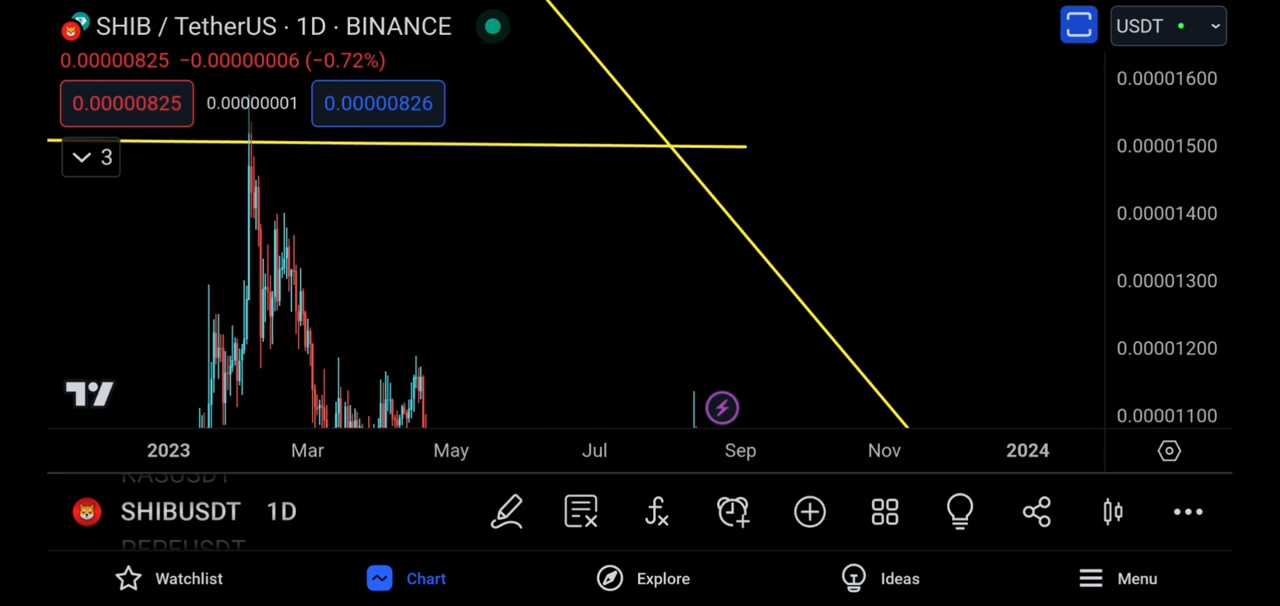 SHIB / TetherUS · 1D · BINANCE
USDT
0.00000825 −0.00000006 (−0.72%)
0.00000825 0.00000001 0.00000826
3
0.00001600
0.00001500
0.00001400
0.00001300
0.00001200
0.00001100
2023 Mar May Jul Sep Nov 2024
KASUSDT
SHIBUSDT 1D
PEPEUSDT
Watchlist Chart Explore Ideas Menu